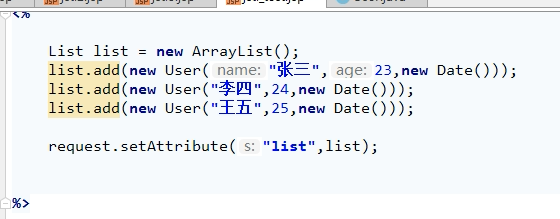 <%
List list = new ArrayList();
list.add(new User( name: "张三", age: 23,new Date()));
list.add(new User("李四",24,new Date()));
list.add(new User("王五",25,new Date()));
request.setAttribute( s: "list",list);
%>